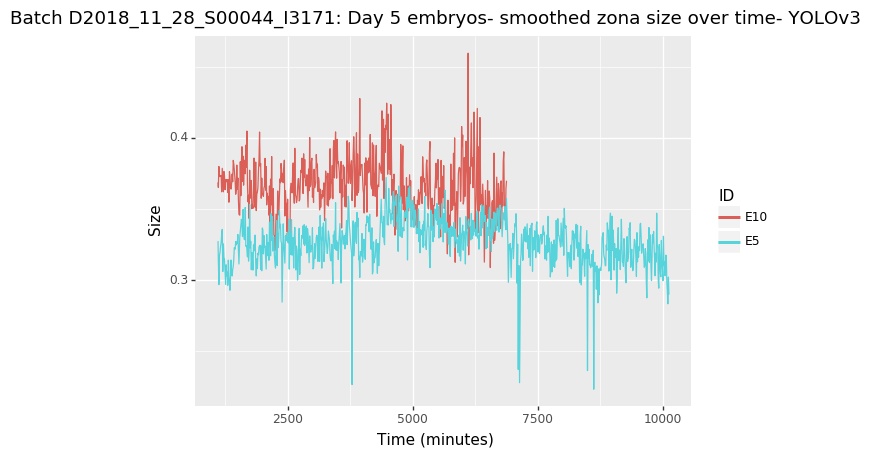 Batch D2018_11_28_S00044_I3171: Day 5 embryos- smoothed zona size over time- YOLOv3
0.4
0.3
Size
2500
5000
7500
10000
Time (minutes)
ID
E10
E5